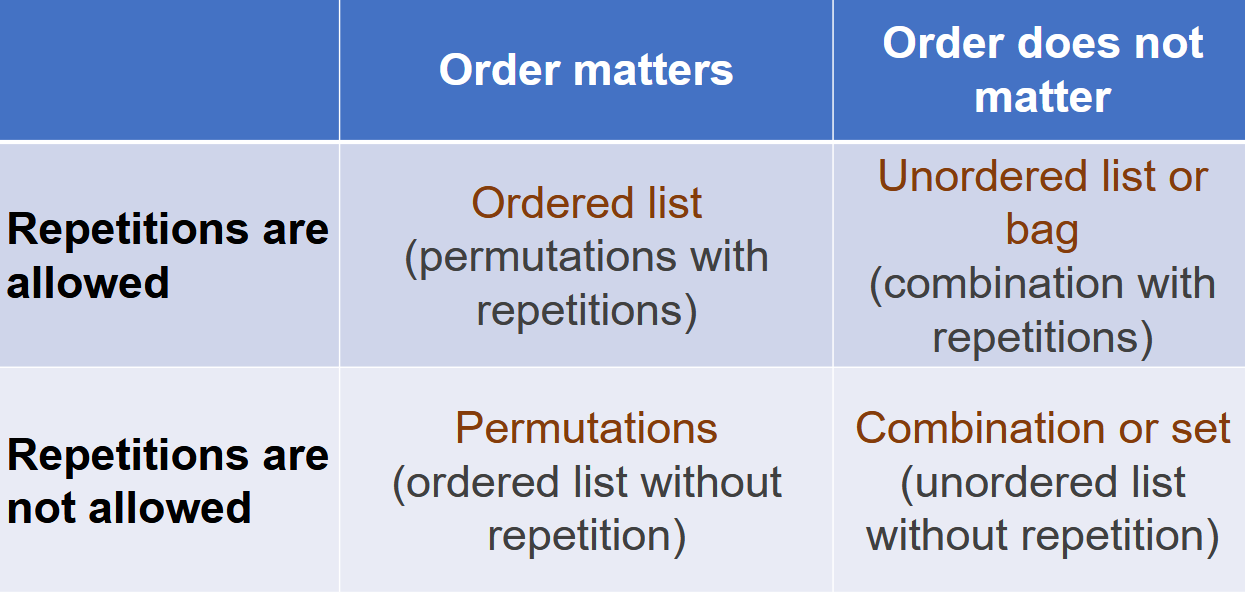 Order matters
Order does not
matter
Repetitions are
allowed
Ordered list
(permutations with
repetitions)
Unordered list or
bag
(combination with
repetitions)
Repetitions are
not allowed
Permutations
(ordered list without
repetition)
Combination or set
(unordered list
without repetition)